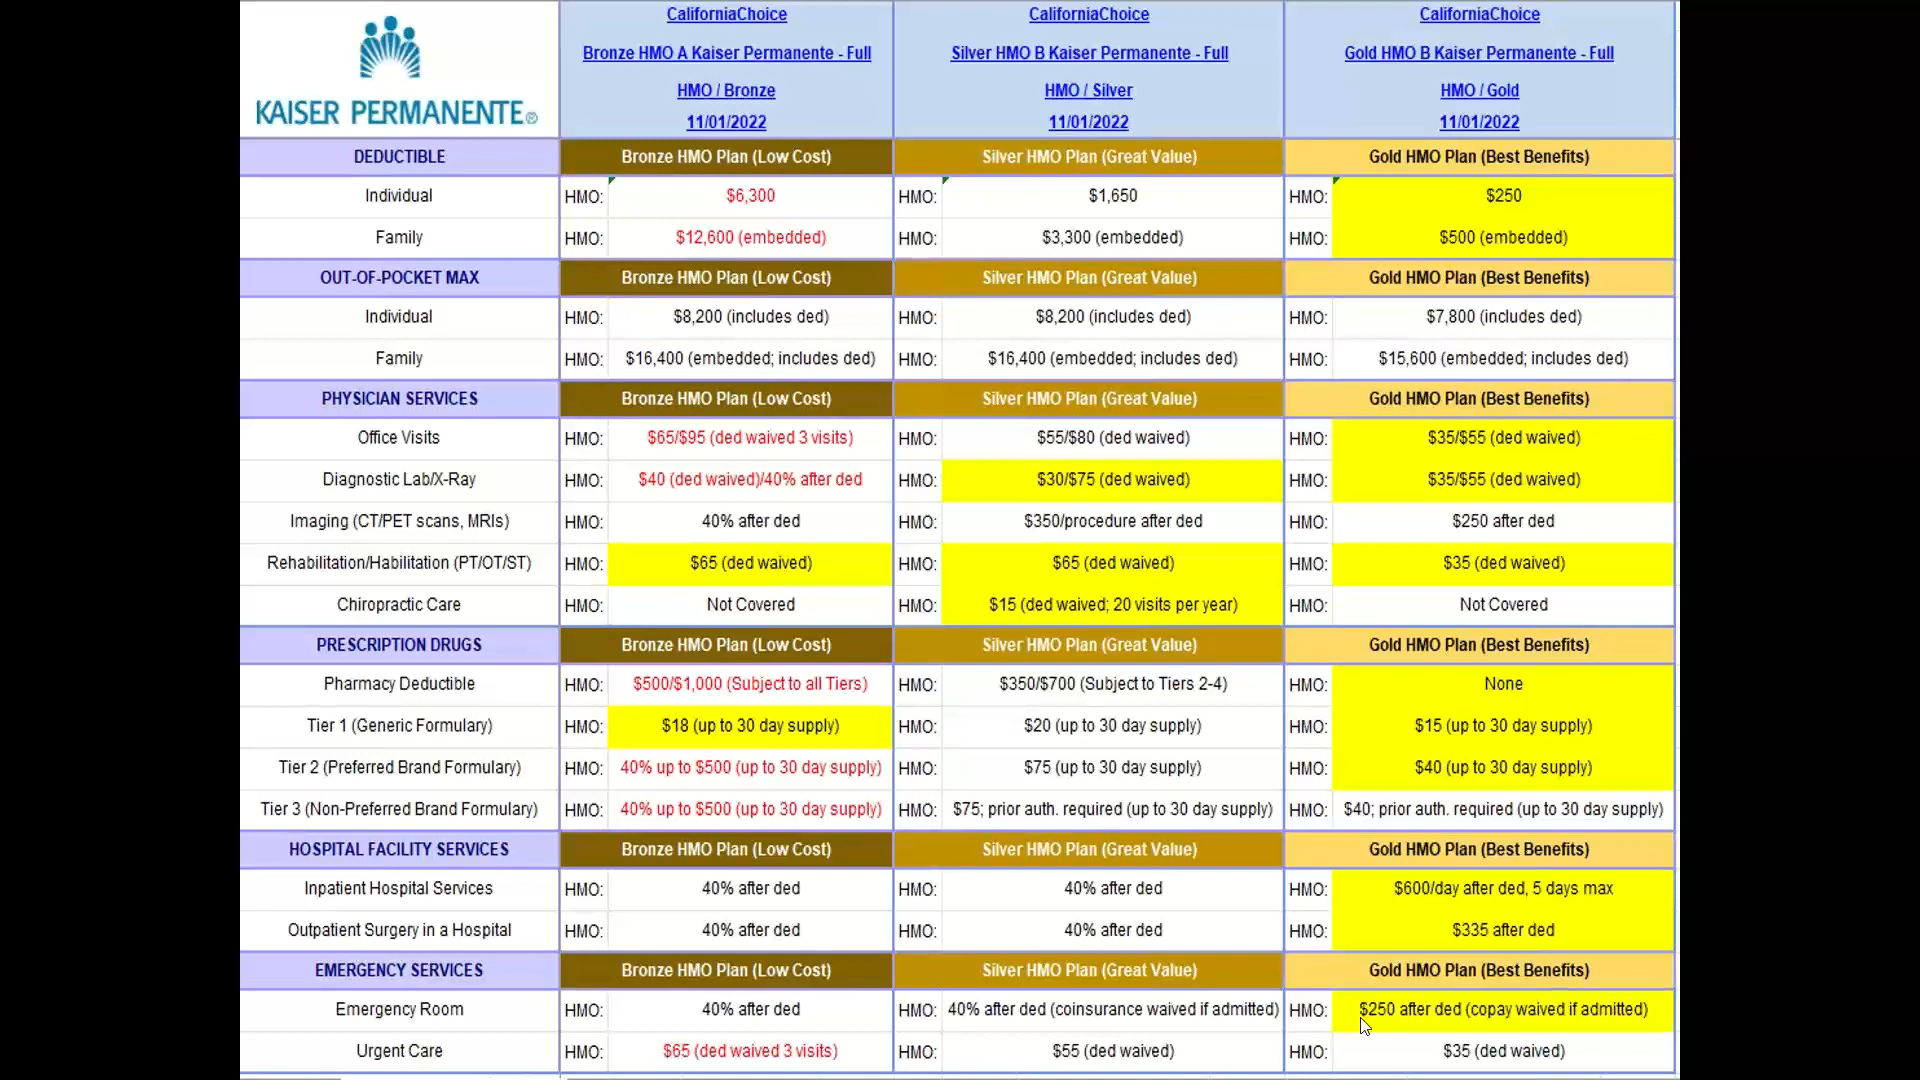 KAISER PERMANENTE®
CaliforniaChoice
Bronze HMO A Kaiser Permanente - Full
HMO / Bronze
11/01/2022
CaliforniaChoice
Silver HMO B Kaiser Permanente - Full
HMO / Silver
11/01/2022
CaliforniaChoice
Gold HMO B Kaiser Permanente - Full
HMO / Gold
11/01/2022
DEDUCTIBLE Bronze HMO Plan (Low Cost) Silver HMO Plan (Great Value) Gold HMO Plan (Best Benefits)
Individual HMO: $6,300 HMO: $1,650 HMO: $250
Family HMO: $12,600 (embedded) HMO: $3,300 (embedded) HMO: $500 (embedded)
OUT-OF-POCKET MAX Bronze HMO Plan (Low Cost) Silver HMO Plan (Great Value) Gold HMO Plan (Best Benefits)
Individual HMO: $8,200 (includes ded) HMO: $8,200 (includes ded) HMO: $7,800 (includes ded)
Family HMO: $16,400 (embedded; includes ded) HMO: $16,400 (embedded; includes ded) HMO: $15,600 (embedded; includes ded)
PHYSICIAN SERVICES Bronze HMO Plan (Low Cost) Silver HMO Plan (Great Value) Gold HMO Plan (Best Benefits)
Office Visits HMO: $65/$95 (ded waived 3 visits) HMO: $55/$80 (ded waived) HMO: $35/$55 (ded waived)
Diagnostic Lab/X-Ray HMO: $40 (ded waived)/40% after ded HMO: $30/$75 (ded waived) HMO: $35/$55 (ded waived)
Imaging (CT/PET scans, MRIs) HMO: 40% after ded HMO: $350/procedure after ded HMO: $250 after ded
Rehabilitation/Habilitation (PT/OT/ST) HMO: $65 (ded waived) HMO: $65 (ded waived) HMO: $35 (ded waived)
Chiropractic Care HMO: Not Covered HMO: $15 (ded waived; 20 visits per year) HMO: Not Covered
PRESCRIPTION DRUGS Bronze HMO Plan (Low Cost) Silver HMO Plan (Great Value) Gold HMO Plan (Best Benefits)
Pharmacy Deductible HMO: $500/$1,000 (Subject to all Tiers) HMO: $350/$700 (Subject to Tiers 2-4) HMO: None
Tier 1 (Generic Formulary) HMO: $18 (up to 30 day supply) HMO: $20 (up to 30 day supply) HMO: $15 (up to 30 day supply)
Tier 2 (Preferred Brand Formulary) HMO: 40% up to $500 (up to 30 day supply) HMO: $75 (up to 30 day supply) HMO: $40 (up to 30 day supply)
Tier 3 (Non-Preferred Brand Formulary) HMO: 40% up to $500 (up to 30 day supply) HMO: $75; prior auth. required (up to 30 day supply) HMO: $40; prior auth. required (up to 30 day supply)
HOSPITAL FACILITY SERVICES Bronze HMO Plan (Low Cost) Silver HMO Plan (Great Value) Gold HMO Plan (Best Benefits)
Inpatient Hospital Services HMO: 40% after ded HMO: 40% after ded HMO: $600/day after ded, 5 days max
Outpatient Surgery in a Hospital HMO: 40% after ded HMO: 40% after ded HMO: $335 after ded
EMERGENCY SERVICES Bronze HMO Plan (Low Cost) Silver HMO Plan (Great Value) Gold HMO Plan (Best Benefits)
Emergency Room HMO: 40% after ded HMO: 40% after ded (coinsurance waived if admitted) HMO: $250 after ded (copay waived if admitted)
Urgent Care HMO: $65 (ded waived 3 visits) HMO: $55 (ded waived) HMO: $35 (ded waived)